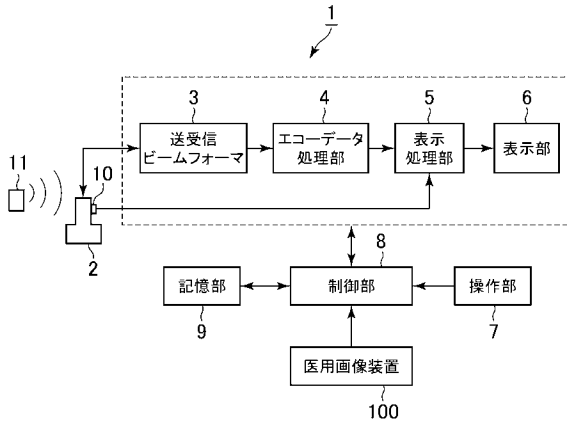 1
3
4
5
6
送受信
ビームフォーマ
エコーデータ
処理部
表示
処理部
表示部
11
10
2
8
記憶部
制御部
操作部
9
7
医用画像装置
100